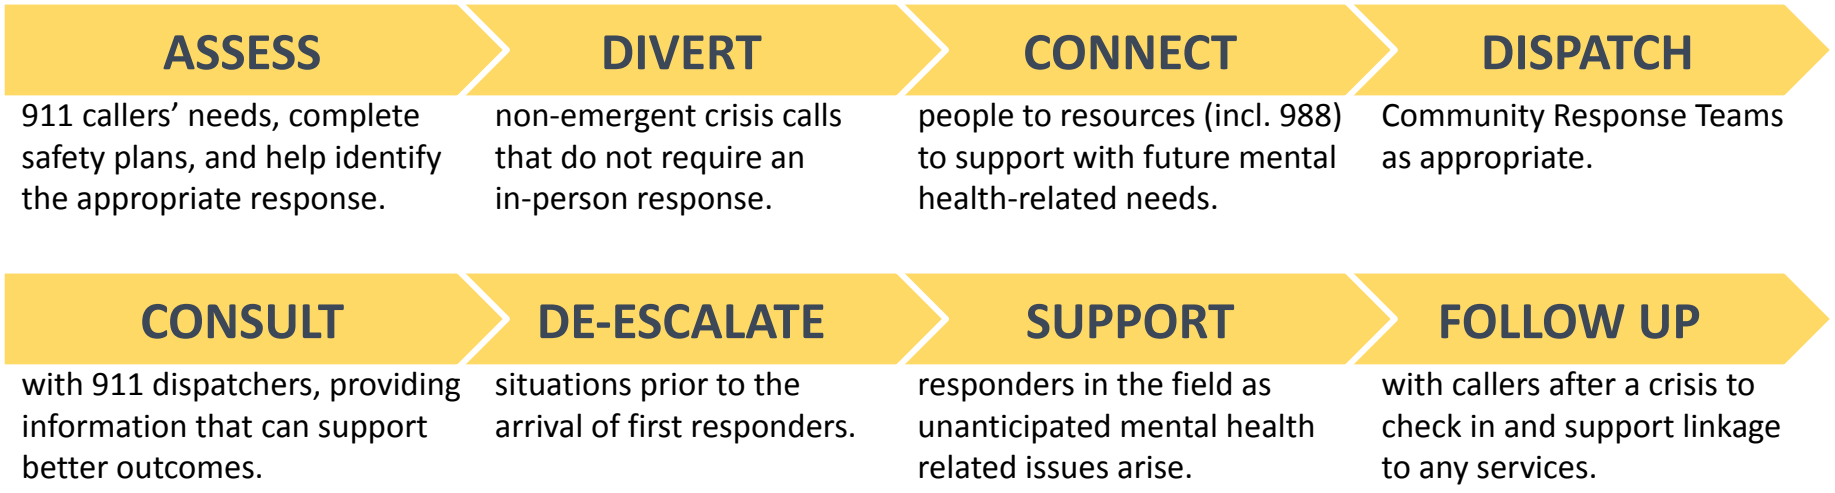 ASSESS
911 callers’ needs, complete
safety plans, and help identify
the appropriate response.
DIVERT
non-emergent crisis calls
that do not require an
in-person response.
CONNECT
people to resources (incl. 988)
to support with future mental
health-related needs.
DISPATCH
Community Response Teams
as appropriate.
CONSULT
with 911 dispatchers, providing
information that can support
better outcomes.
DE-ESCALATE
situations prior to the
arrival of first responders.
SUPPORT
responders in the field as
unanticipated mental health
related issues arise.
FOLLOW UP
with callers after a crisis to
check in and support linkage
to any services.